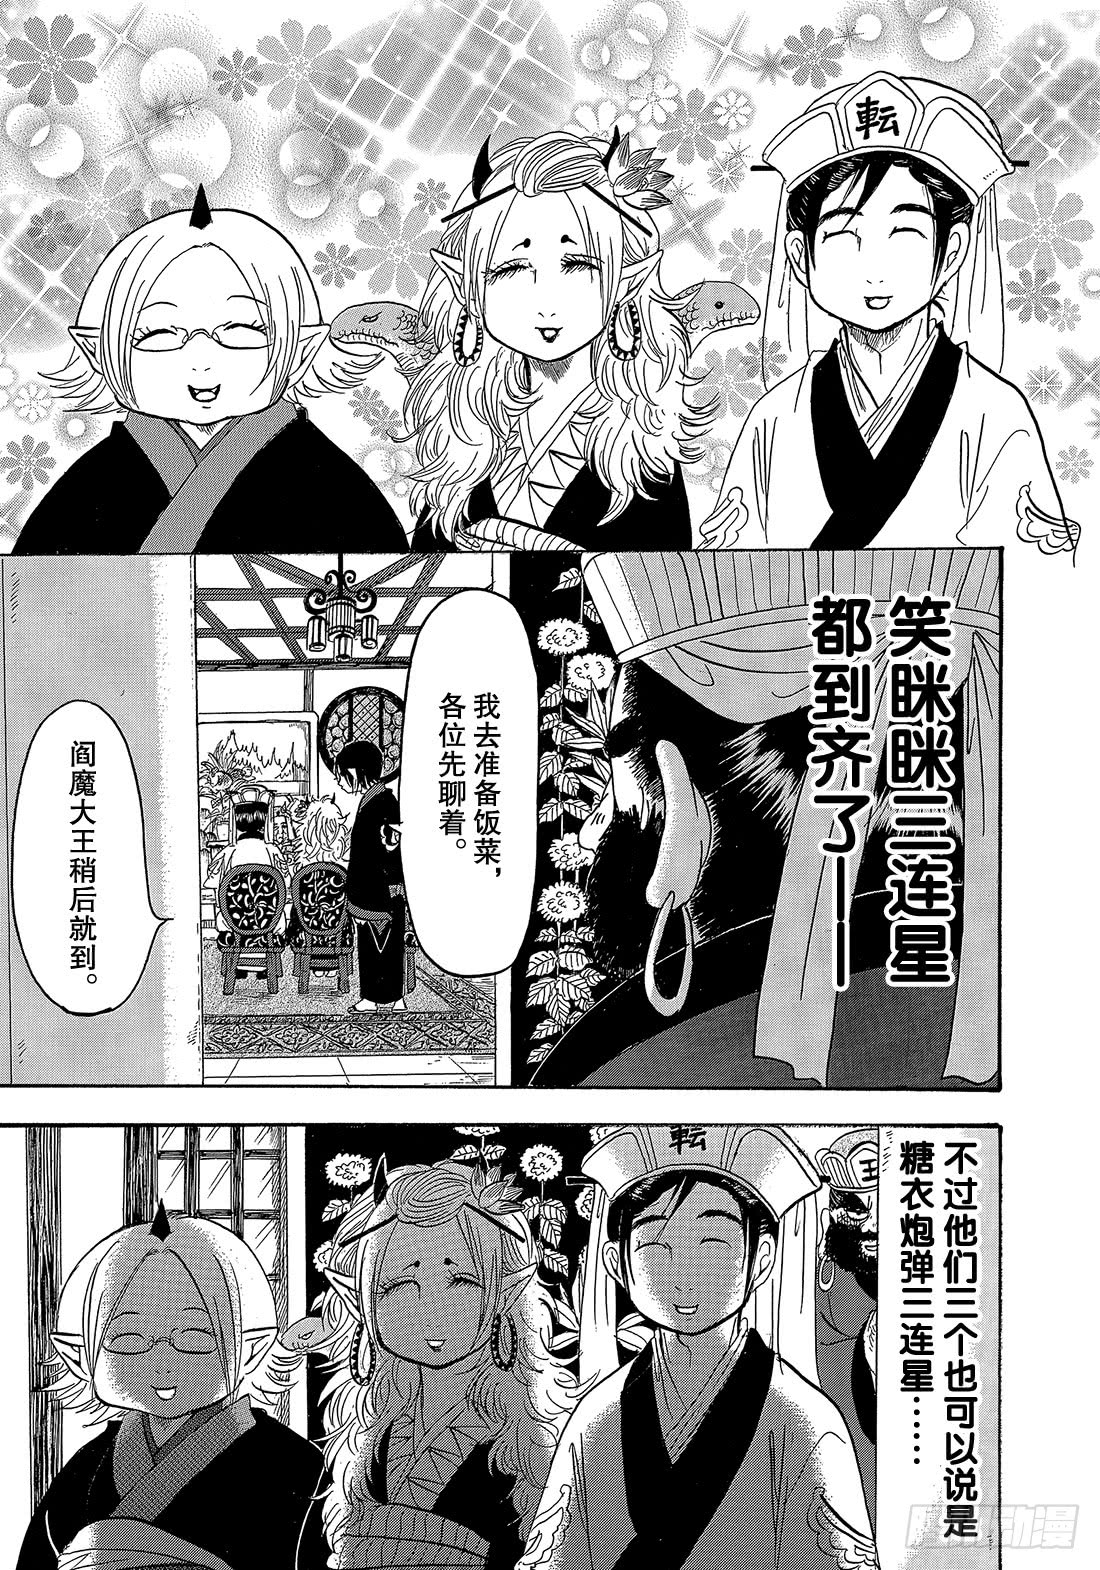 転
笑眯眯三连星
都到齐了——
我去准备饭菜，
各位先聊着。
阎魔大王稍后就到。
不过他们三个也可以说是
糖衣炮弹三连星……
転
王